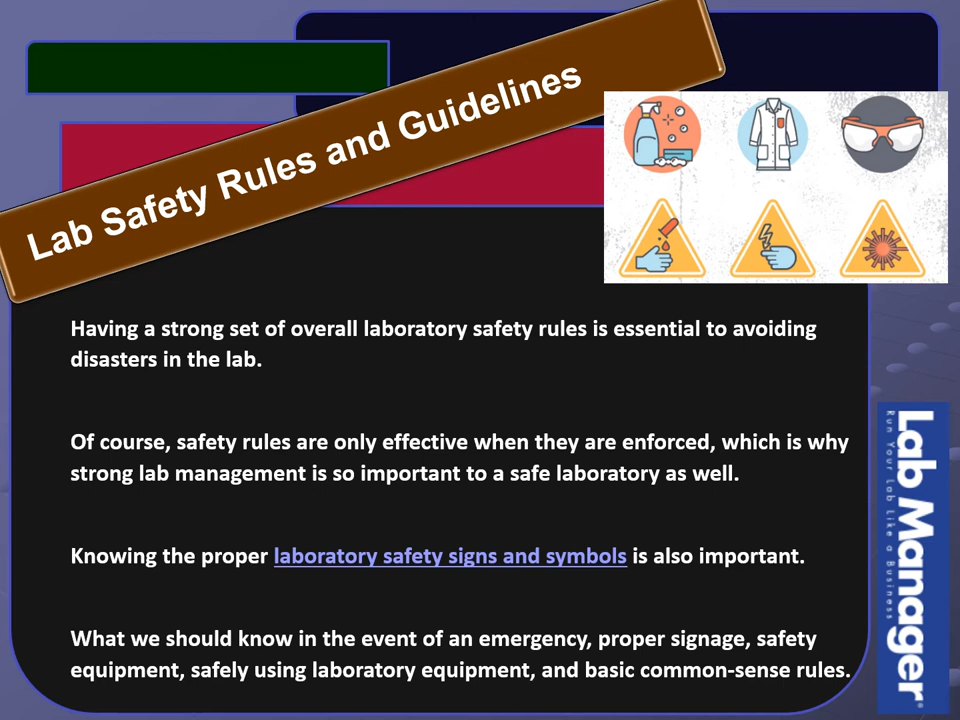 Lab Safety Rules and Guidelines
Having a strong set of overall laboratory safety rules is essential to avoiding
disasters in the lab.
Of course, safety rules are only effective when they are enforced, which is why
strong lab management is so important to a safe laboratory as well.
Knowing the proper laboratory safety signs and symbols is also important.
What we should know in the event of an emergency, proper signage, safety
equipment, safely using laboratory equipment, and basic common-sense rules.
Lab Manager®
Run Your Lab Like a Business